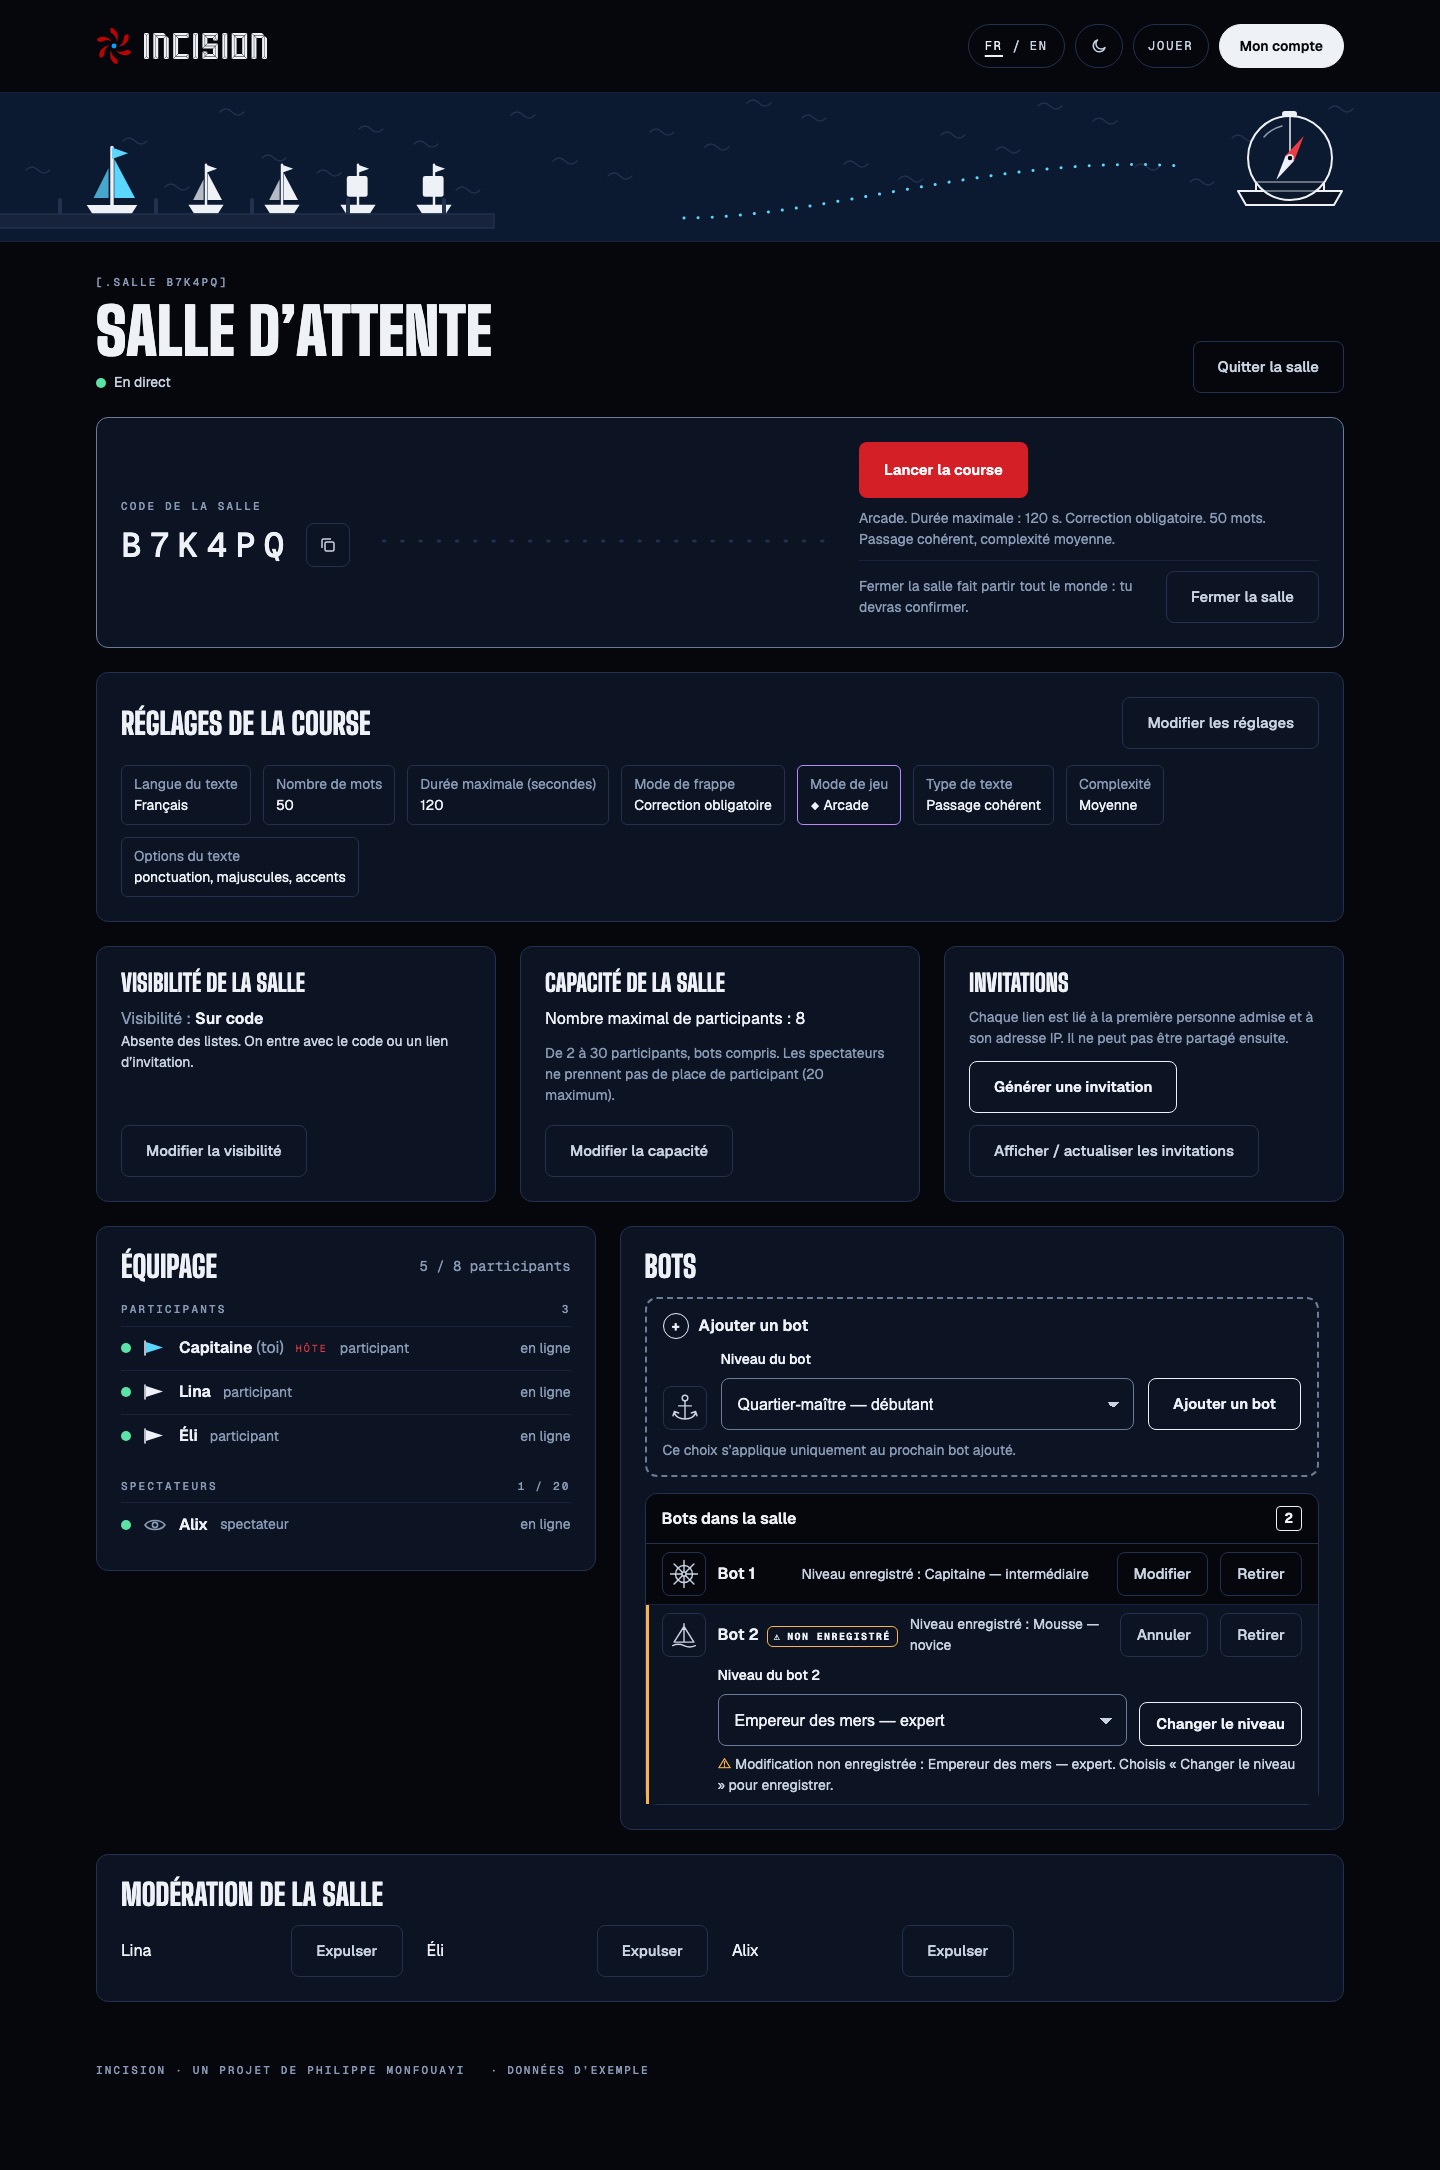 INCISION
FR / EN
JOUER
Mon compte
[.SALLE B7K4PQ]
SALLE D’ATTENTE
En direct
Quitter la salle
CODE DE LA SALLE
B7K4PQ
Lancer la course
Arcade. Durée maximale : 120 s. Correction obligatoire. 50 mots.
Passage cohérent, complexité moyenne.
Fermer la salle fait partir tout le monde : tu
devras confirmer.
Fermer la salle
RÉGLAGES DE LA COURSE
Modifier les réglages
Langue du texte
Français
Nombre de mots
50
Durée maximale (secondes)
120
Mode de frappe
Correction obligatoire
Mode de jeu
◆ Arcade
Type de texte
Passage cohérent
Complexité
Moyenne
Options du texte
ponctuation, majuscules, accents
VISIBILITÉ DE LA SALLE
Visibilité : Sur code
Absente des listes. On entre avec le code ou un lien
d’invitation.
Modifier la visibilité
CAPACITÉ DE LA SALLE
Nombre maximal de participants : 8
De 2 à 30 participants, bots compris. Les spectateurs
ne prennent pas de place de participant (20
maximum).
Modifier la capacité
INVITATIONS
Chaque lien est lié à la première personne admise et à
son adresse IP. Il ne peut pas être partagé ensuite.
Générer une invitation
Afficher / actualiser les invitations
ÉQUIPAGE
5 / 8 participants
PARTICIPANTS 3
Capitaine (toi) HÔTE participant en ligne
Lina participant en ligne
Éli participant en ligne
SPECTATEURS 1 / 20
Alix spectateur en ligne
BOTS
+ Ajouter un bot
Niveau du bot
Quartier-maître — débutant
Ajouter un bot
Ce choix s’applique uniquement au prochain bot ajouté.
Bots dans la salle 2
Bot 1 Niveau enregistré : Capitaine — intermédiaire Modifier Retirer
Bot 2 ⚠ NON ENREGISTRÉ Niveau enregistré : Mousse —
novice
Annuler Retirer
Niveau du bot 2
Empereur des mers — expert
Changer le niveau
⚠ Modification non enregistrée : Empereur des mers — expert. Choisis « Changer le niveau
» pour enregistrer.
MODÉRATION DE LA SALLE
Lina Expulser Éli Expulser Alix Expulser
INCISION · UN PROJET DE PHILIPPE MONFOUAYI · DONNÉES D’EXEMPLE